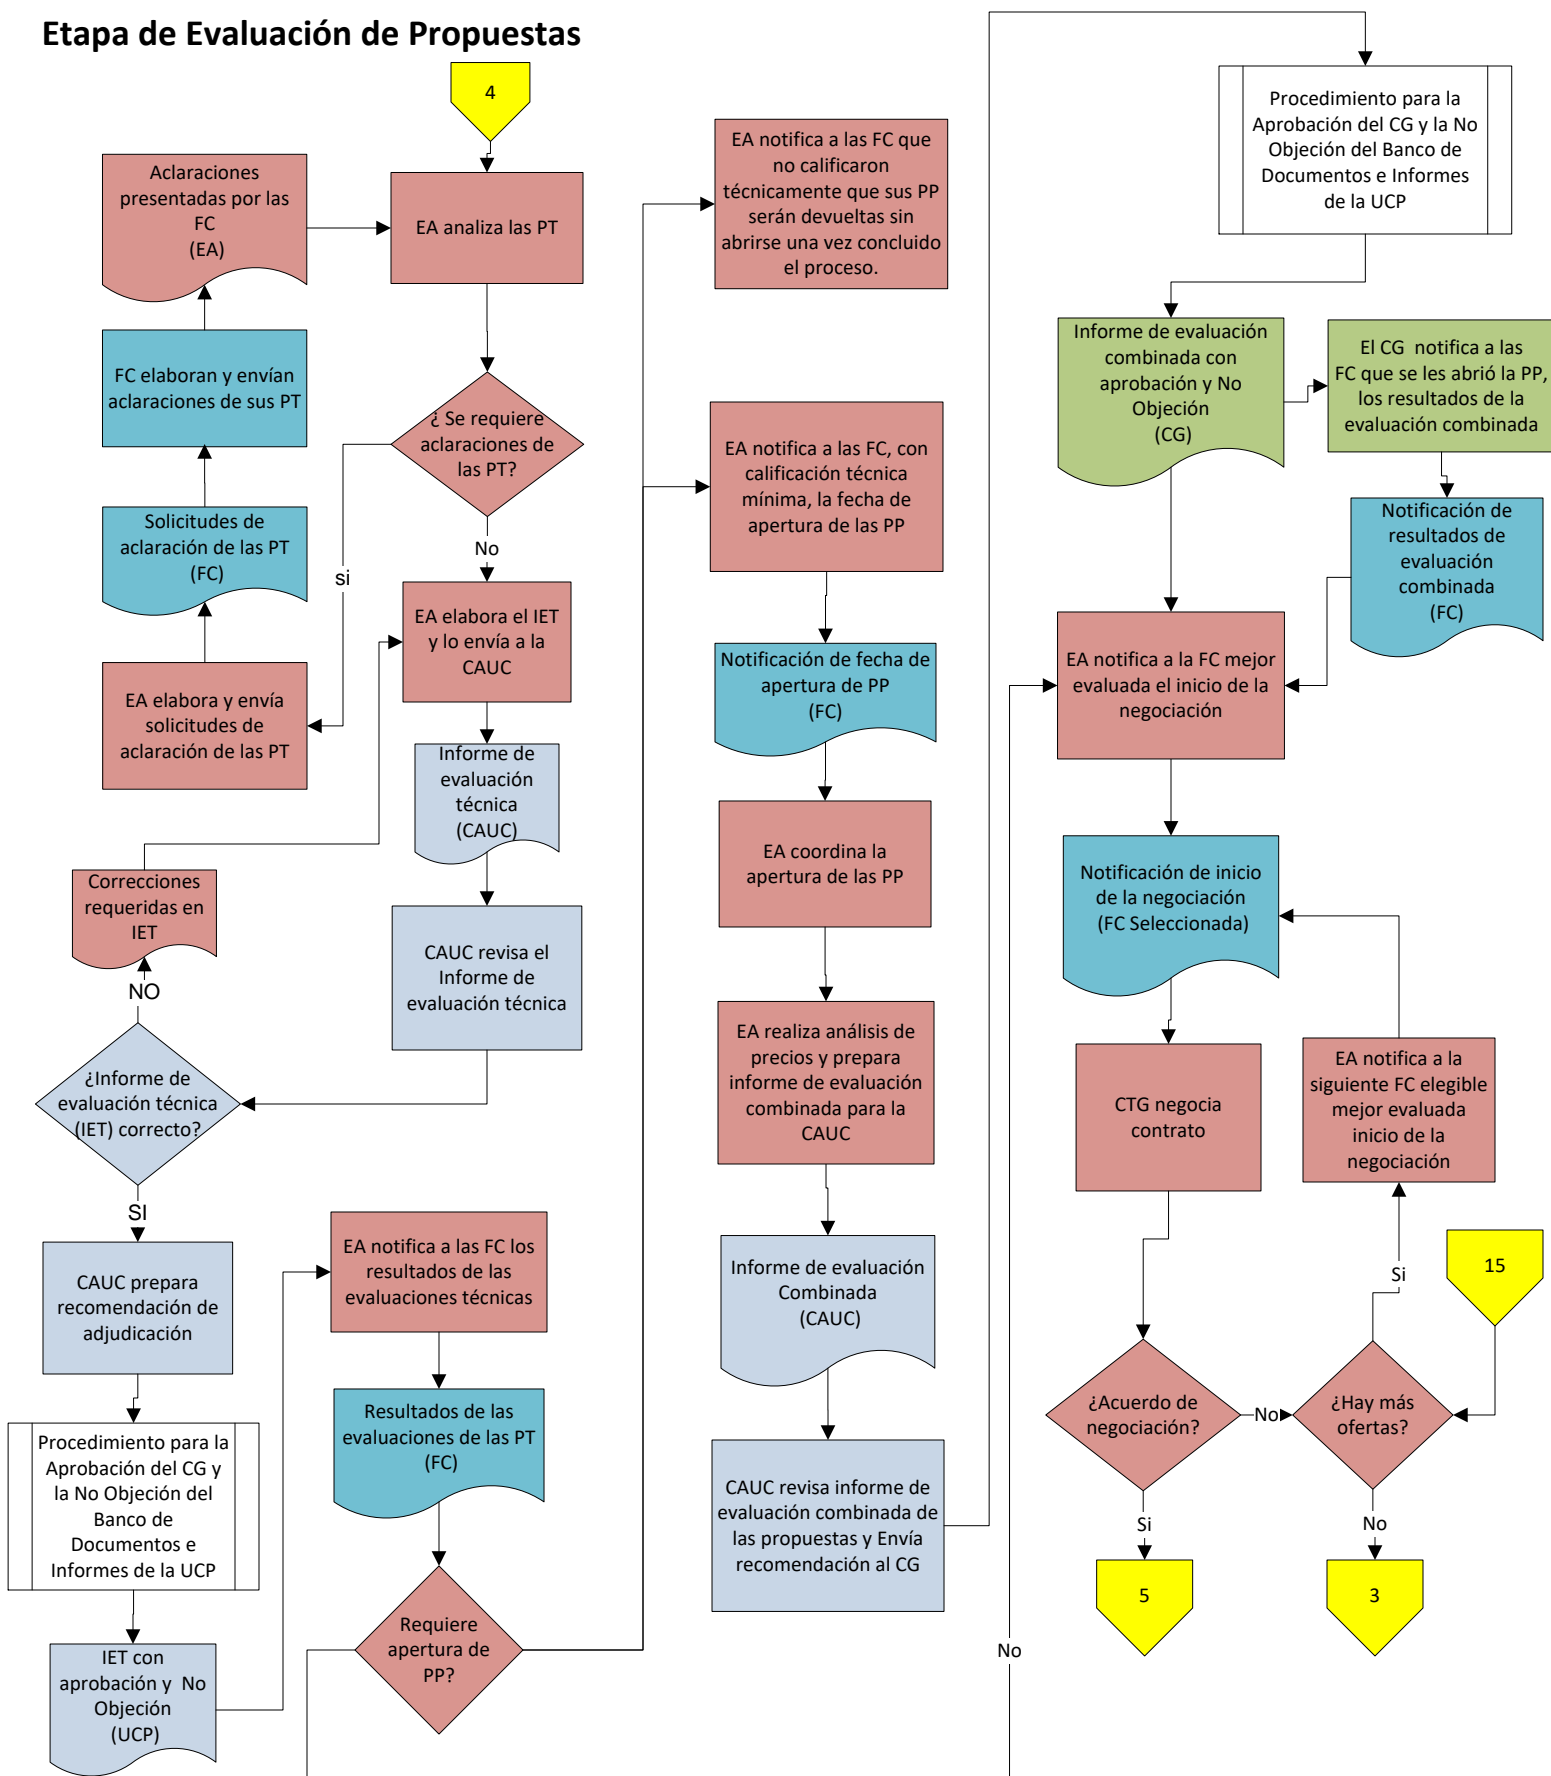 Etapa de Evaluación de Propuestas
4
Aclaraciones
presentadas por las
FC
(EA)
EA analiza las PT
FC elaboran y envían
aclaraciones de sus PT
¿ Se requiere
aclaraciones de
las PT?
Solicitudes de
aclaración de las PT
(FC)
si
No
EA elabora y envía
solicitudes de
aclaración de las PT
EA elabora el IET
y lo envía a la
CAUC
Informe de
evaluación
técnica
(CAUC)
Correcciones
requeridas en
IET
CAUC revisa el
Informe de
evaluación técnica
NO
¿Informe de
evaluación técnica
(IET) correcto?
SI
CAUC prepara
recomendación de
adjudicación
Procedimiento para la
Aprobación del CG y
la No Objeción del
Banco de
Documentos e
Informes de la UCP
IET con
aprobación y  No
Objeción
(UCP)
EA notifica a las FC los
resultados de las
evaluaciones técnicas
Resultados de las
evaluaciones de las PT
(FC)
Requiere
apertura de
PP?
EA notifica a las FC que
no calificaron
técnicamente que sus PP
serán devueltas sin
abrirse una vez concluido
el proceso.
EA notifica a las FC, con
calificación técnica
mínima, la fecha de
apertura de las PP
Notificación de fecha de
apertura de PP
(FC)
EA coordina la
apertura de las PP
EA realiza análisis de
precios y prepara
informe de evaluación
combinada para la
CAUC
Informe de evaluación
Combinada
(CAUC)
CAUC revisa informe de
evaluación combinada de
las propuestas y Envía
recomendación al CG
Procedimiento para la
Aprobación del CG y la No
Objeción del Banco de
Documentos e Informes
de la UCP
Informe de evaluación
combinada con
aprobación y No
Objeción
(CG)
El CG  notifica a las
FC que se les abrió la PP,
los resultados de la
evaluación combinada
Notificación de
resultados de
evaluación
combinada
(FC)
EA notifica a la FC mejor
evaluada el inicio de la
negociación
Notificación de inicio
de la negociación
(FC Seleccionada)
CTG negocia
contrato
EA notifica a la
siguiente FC elegible
mejor evaluada
inicio de la
negociación
Si
15
¿Acuerdo de
negociación?
No
¿Hay más
ofertas?
Si
No
5
3
No